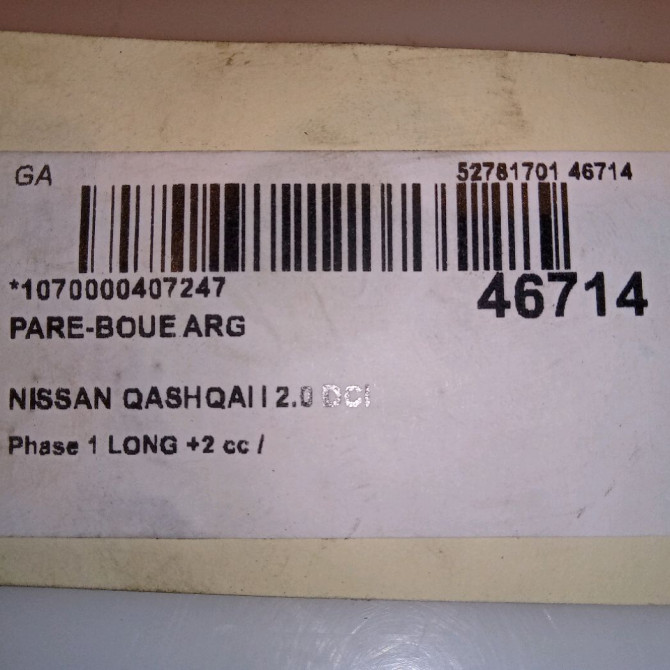 GA 52781701 46714
*1070000407247 46714
PARE-BOUE ARG
NISSAN QASHQAI I 2.0 DCI
Phase 1 LONG +2 cc /